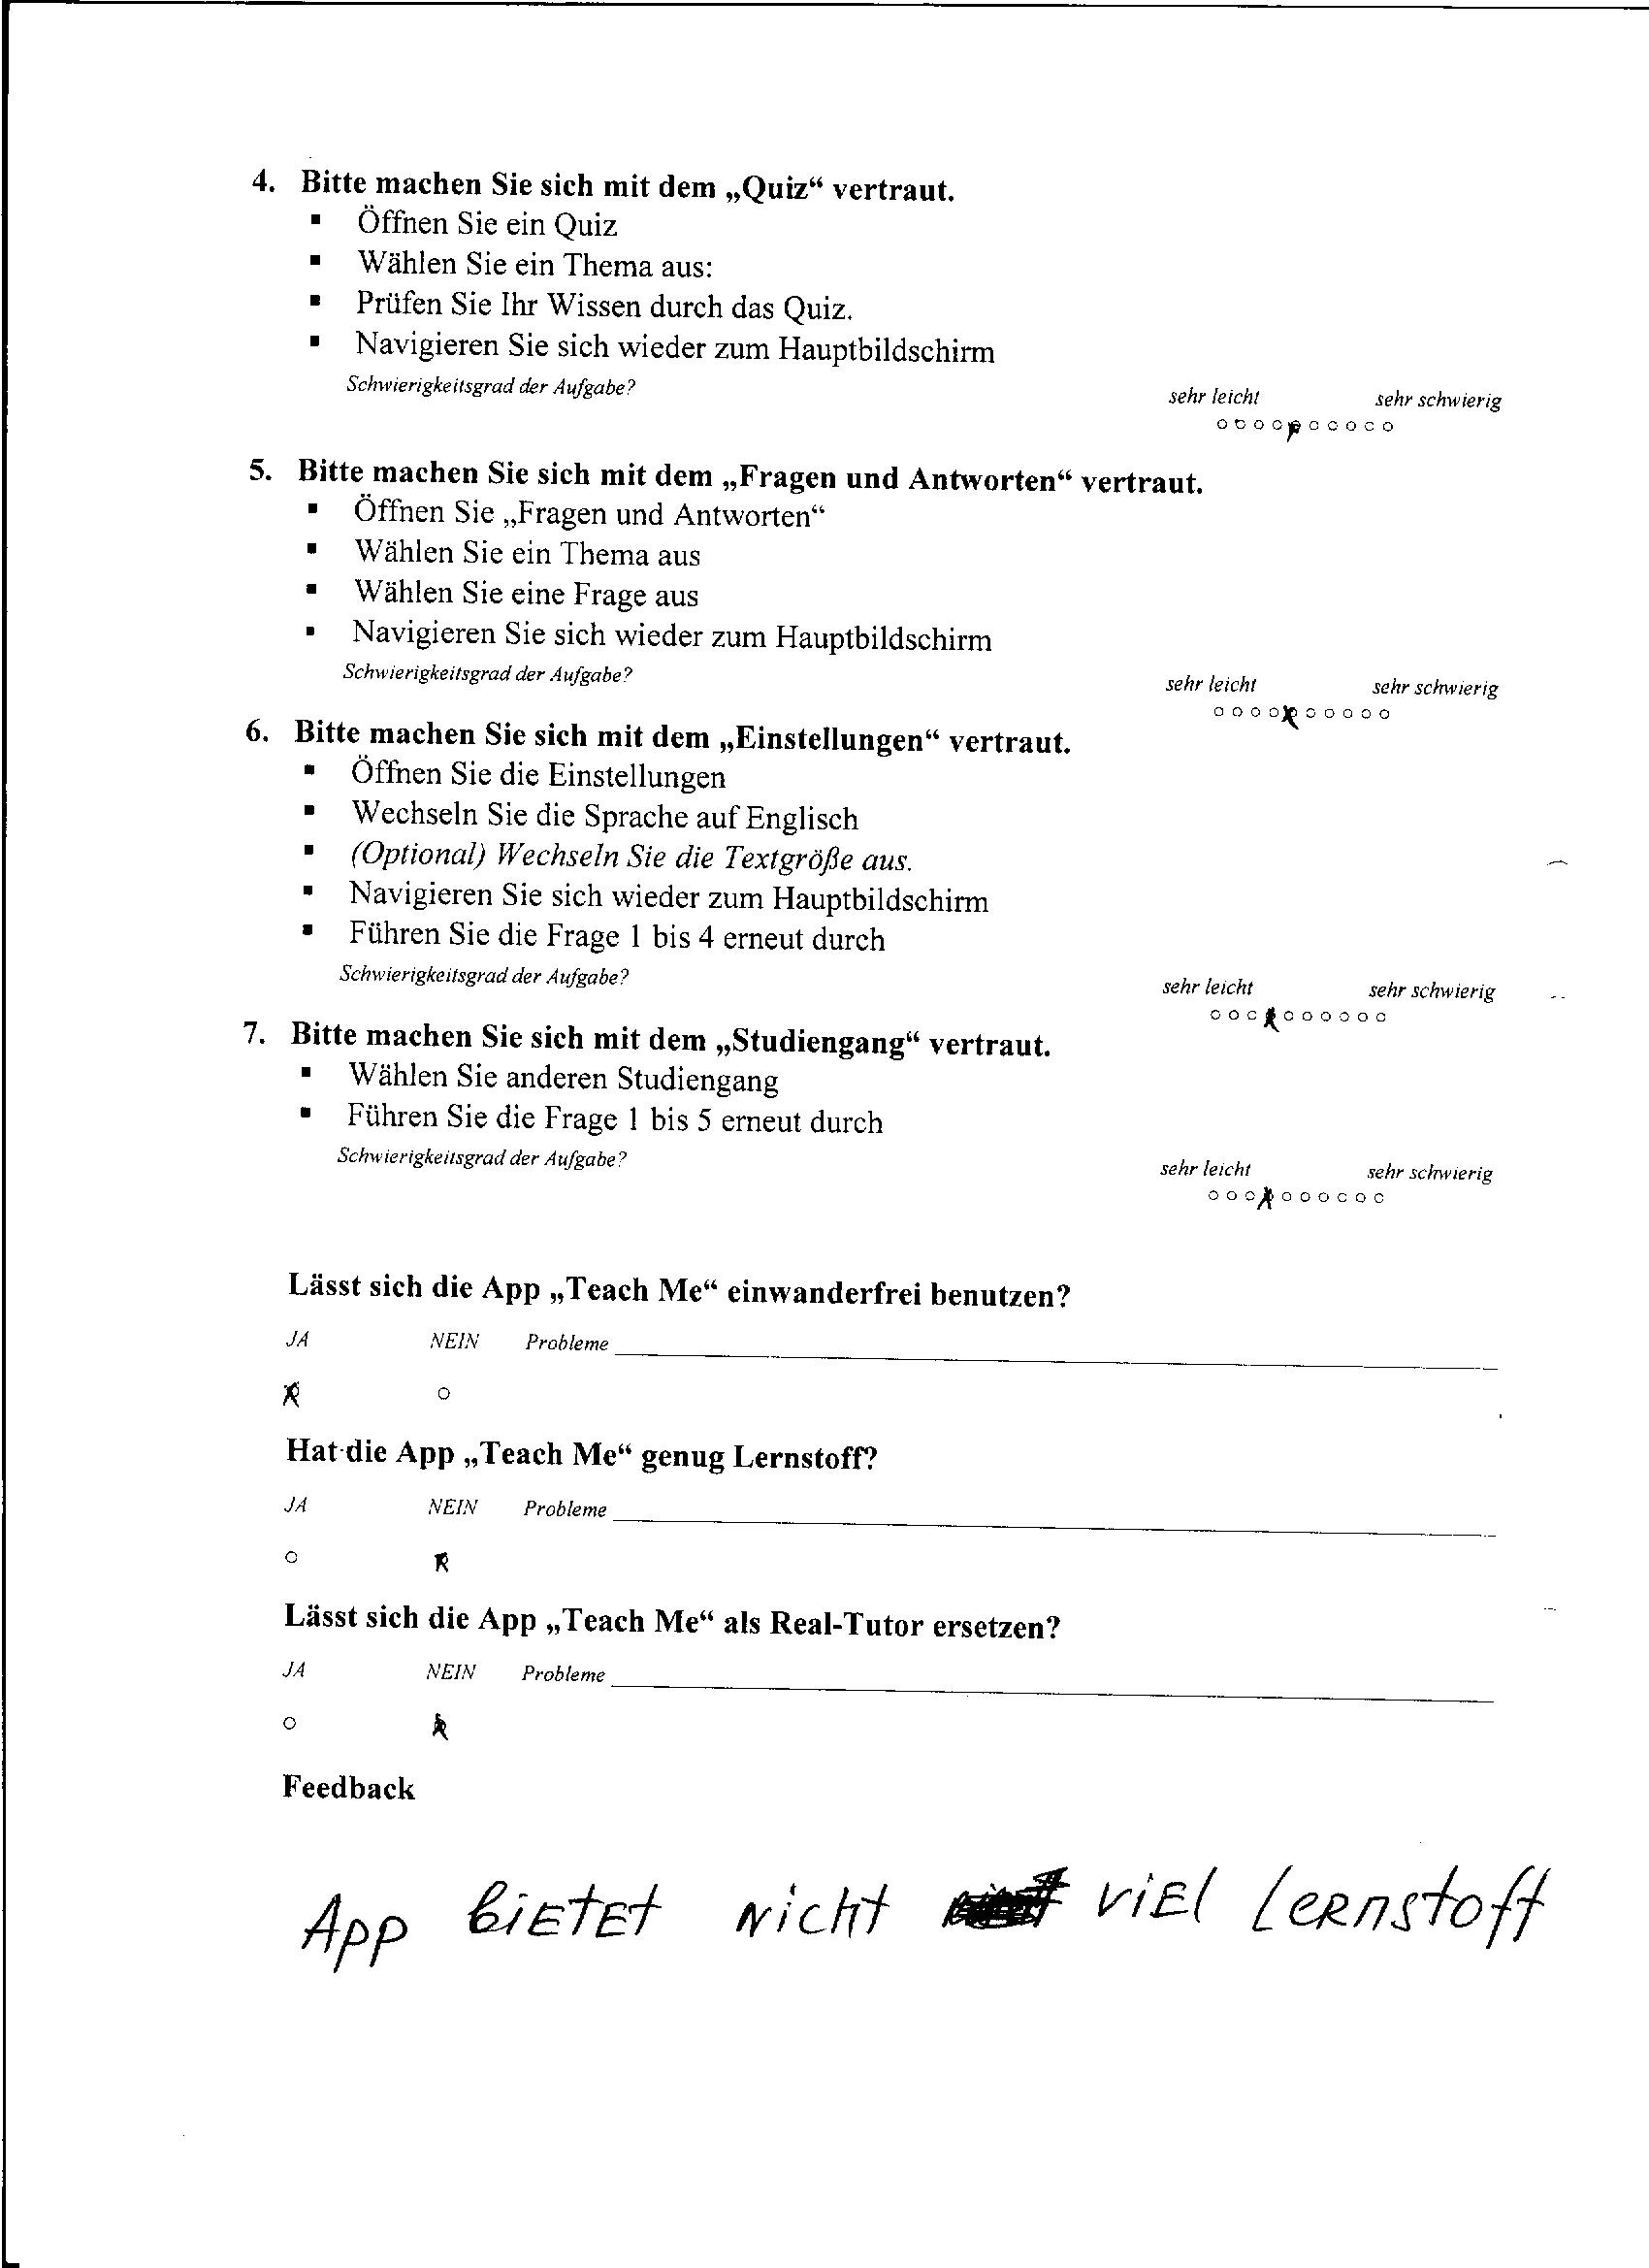 4. Bitte machen Sie sich mit dem „Quiz“ vertraut.
▪ Öffnen Sie ein Quiz
▪ Wählen Sie ein Thema aus:
▪ Prüfen Sie Ihr Wissen durch das Quiz.
▪ Navigieren Sie sich wieder zum Hauptbildschirm
Schwierigkeitsgrad der Aufgabe?
sehr leicht sehr schwierig
5. Bitte machen Sie sich mit dem „Fragen und Antworten“ vertraut.
▪ Öffnen Sie „Fragen und Antworten“
▪ Wählen Sie ein Thema aus
▪ Wählen Sie eine Frage aus
▪ Navigieren Sie sich wieder zum Hauptbildschirm
Schwierigkeitsgrad der Aufgabe?
sehr leicht sehr schwierig
6. Bitte machen Sie sich mit dem „Einstellungen“ vertraut.
▪ Öffnen Sie die Einstellungen
▪ Wechseln Sie die Sprache auf Englisch
▪ (Optional) Wechseln Sie die Textgröße aus.
▪ Navigieren Sie sich wieder zum Hauptbildschirm
▪ Führen Sie die Frage 1 bis 4 erneut durch
Schwierigkeitsgrad der Aufgabe?
sehr leicht sehr schwierig
7. Bitte machen Sie sich mit dem „Studiengang“ vertraut.
▪ Wählen Sie anderen Studiengang
▪ Führen Sie die Frage 1 bis 5 erneut durch
Schwierigkeitsgrad der Aufgabe?
sehr leicht sehr schwierig
Lässt sich die App „Teach Me“ einwanderfrei benutzen?
JA NEIN Probleme
Hat die App „Teach Me“ genug Lernstoff?
JA NEIN Probleme
Lässt sich die App „Teach Me“ als Real-Tutor ersetzen?
JA NEIN Probleme
Feedback
App bietet nicht viel Lernstoff